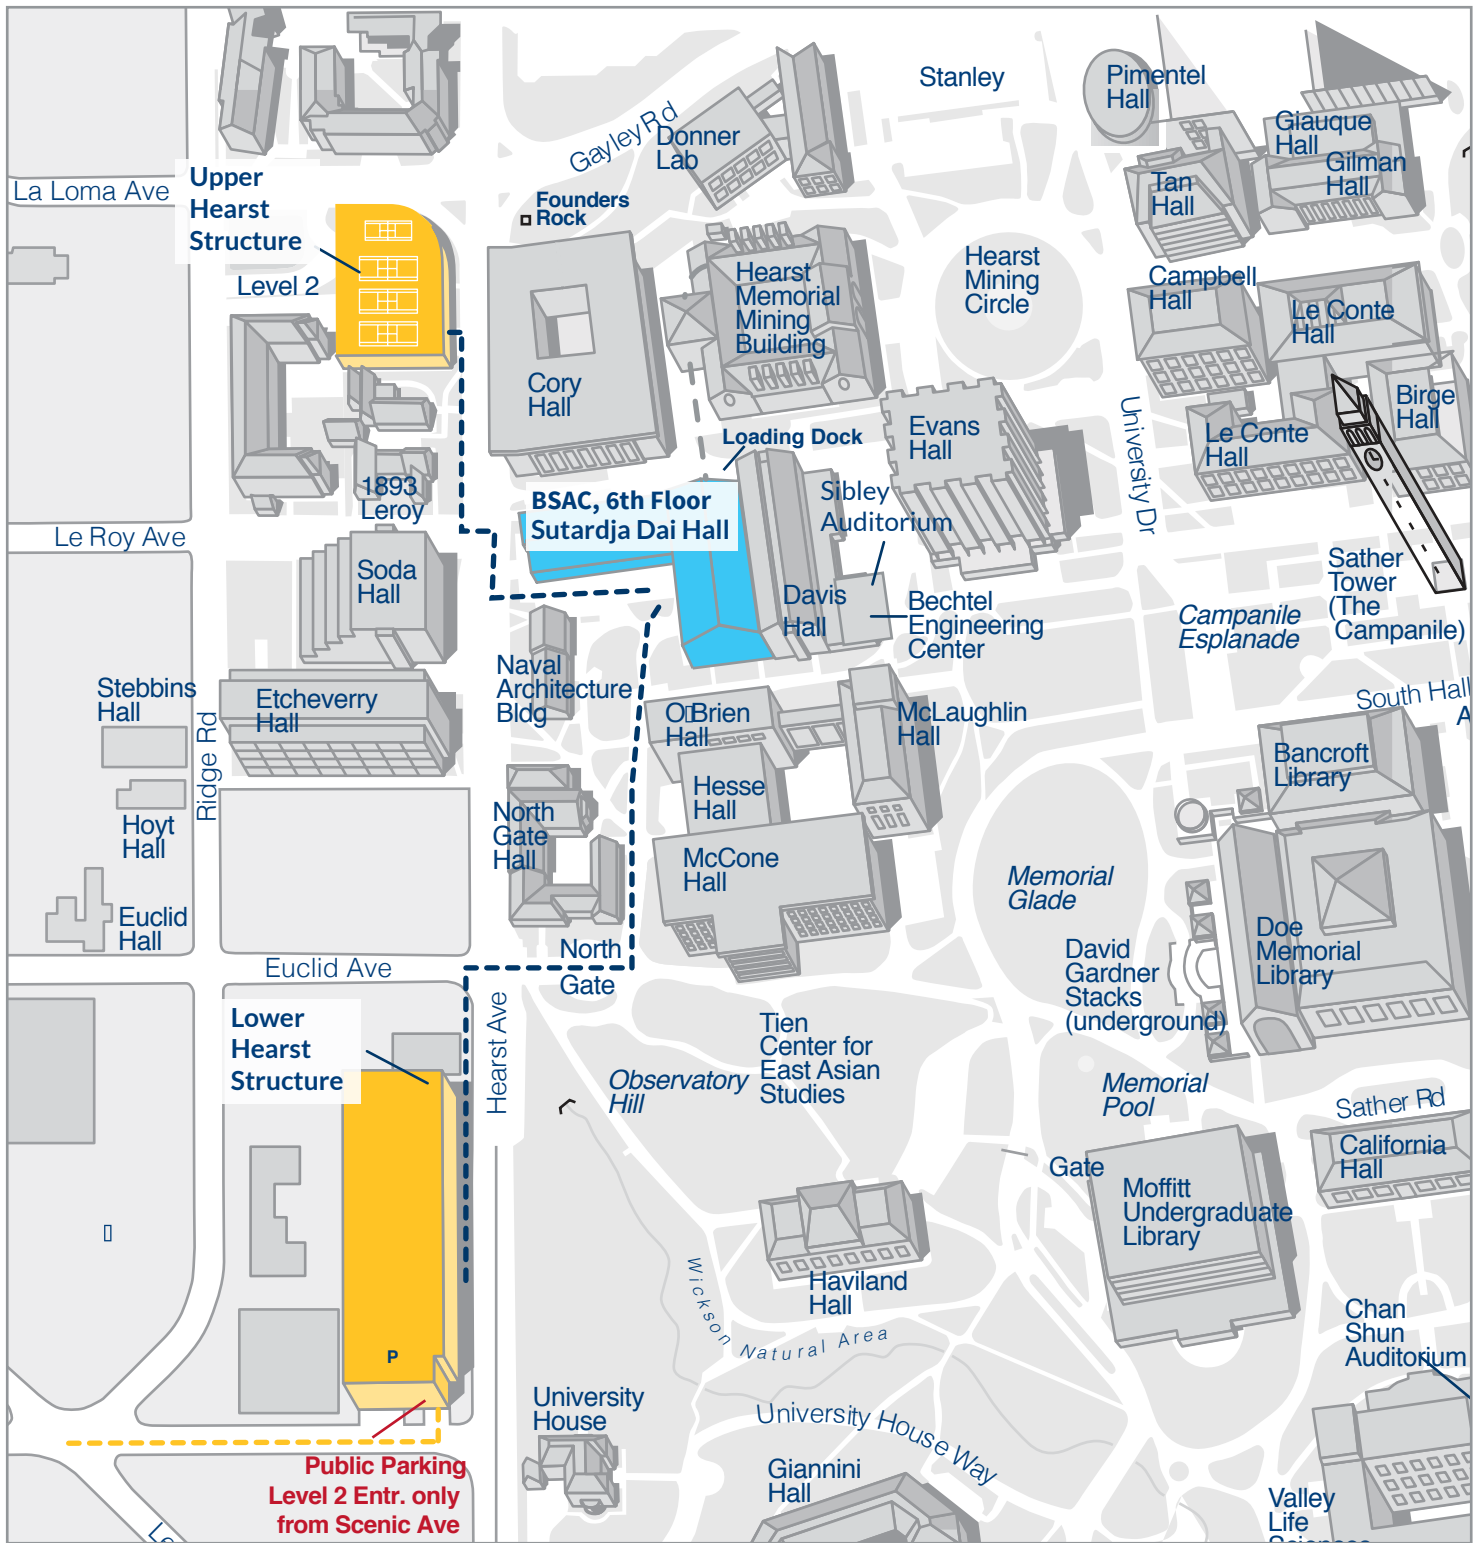 Stanley
Pimentel
Hall
Gayley Rd
Donner
Lab
Giauque
Hall
Gilman
Hall
Tan
Hall
La Loma Ave
Upper
Hearst
Structure
Level 2
Founders
Rock
Hearst
Memorial
Mining
Building
Hearst
Mining
Circle
Campbell
Hall
Le Conte
Hall
Cory
Hall
Birge
Hall
Evans
Hall
University Dr
Le Conte
Hall
Loading Dock
1893
Leroy
BSAC, 6th Floor
Sutardja Dai Hall
Sibley
Auditorium
Le Roy Ave
Soda
Hall
Davis
Hall
Bechtel
Engineering
Center
Campanile
Esplanade
Sather
Tower
(The
Campanile)
Naval
Architecture
Bldg
Stebbins
Hall
Ridge Rd
Etcheverry
Hall
O▯Brien
Hall
McLaughlin
Hall
South Hall
A
Bancroft
Library
Hoyt
Hall
North
Gate
Hall
Hesse
Hall
McCone
Hall
Memorial
Glade
Euclid
Hall
Doe
Memorial
Library
David
Gardner
Stacks
(underground)
Euclid Ave
North
Gate
Lower
Hearst
Structure
Hearst Ave
Observatory
Hill
Tien
Center for
East Asian
Studies
Memorial
Pool
Sather Rd
California
Hall
Gate
Moffitt
Undergraduate
Library
Haviland
Hall
Wickson Natural Area
Chan
Shun
Auditorium
P
University
House
University House Way
Public Parking
Level 2 Entr. only
from Scenic Ave
Giannini
Hall
Valley
Life
Sciences
Le